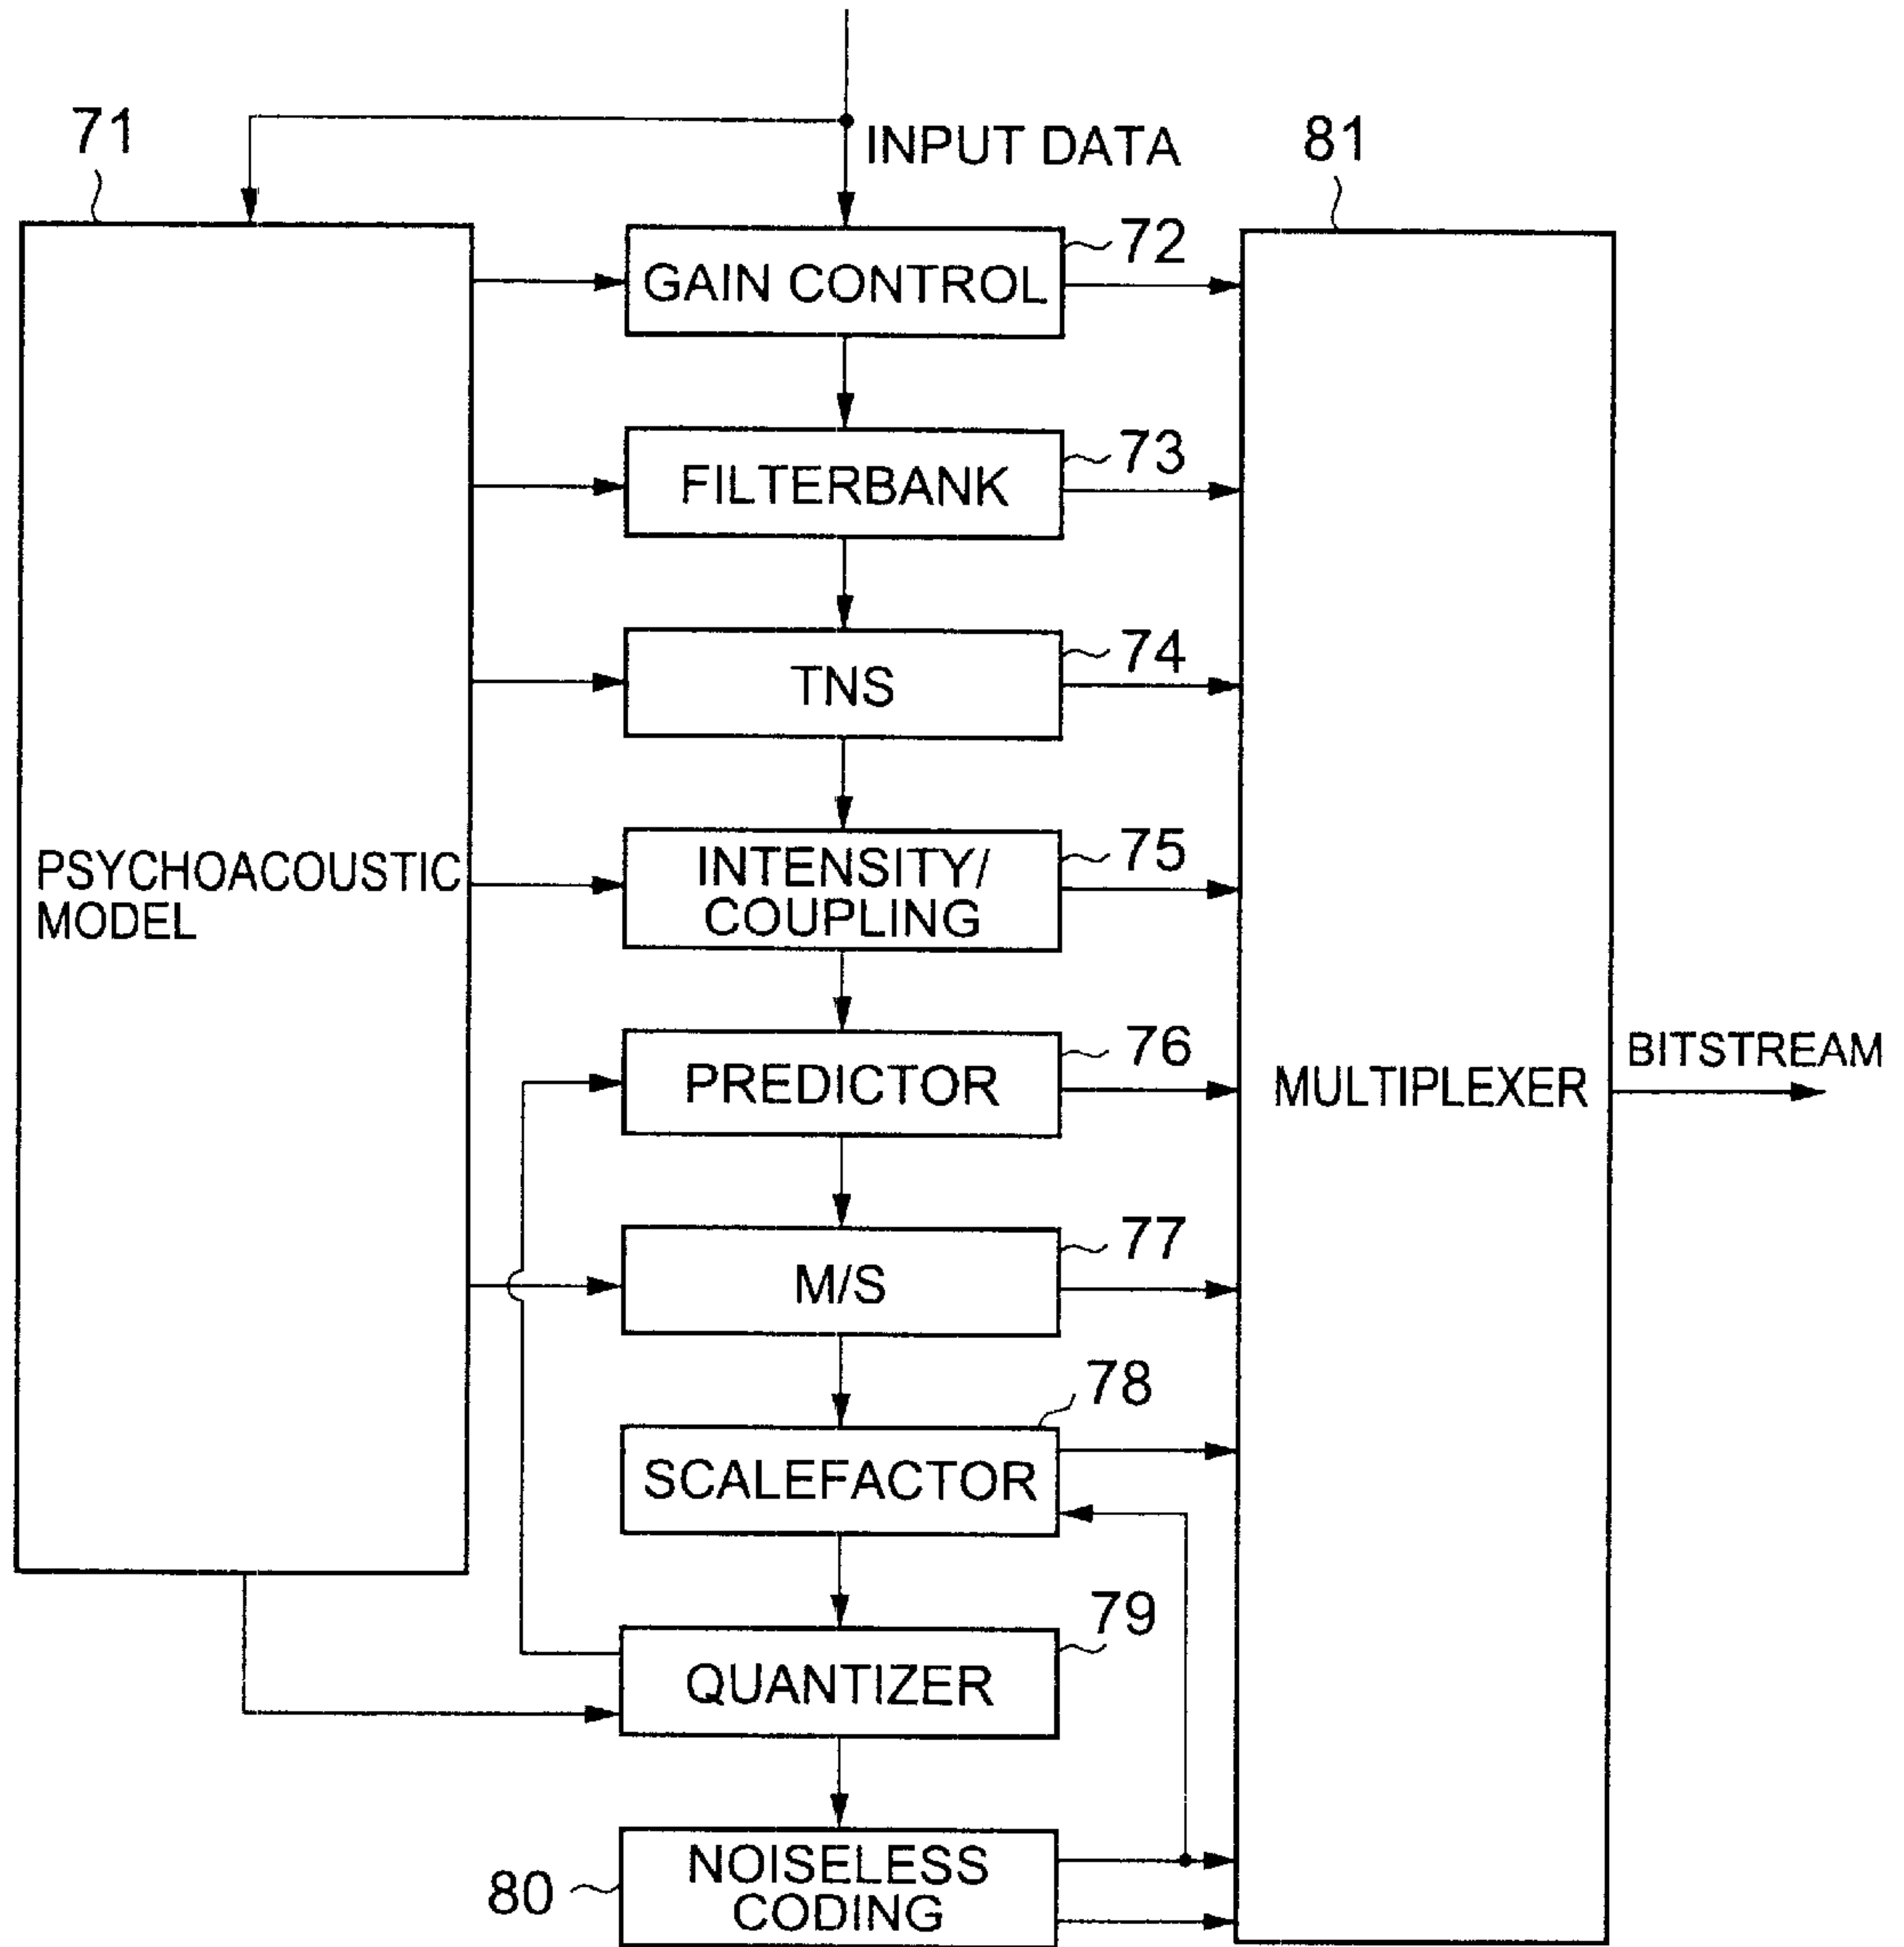 71
INPUT DATA
81
72
GAIN CONTROL
73
FILTERBANK
74
TNS
PSYCHOACOUSTIC
MODEL
75
INTENSITY/
COUPLING
76
PREDICTOR
MULTIPLEXER
BITSTREAM
77
M/S
78
SCALEFACTOR
79
QUANTIZER
80
NOISELESS
CODING